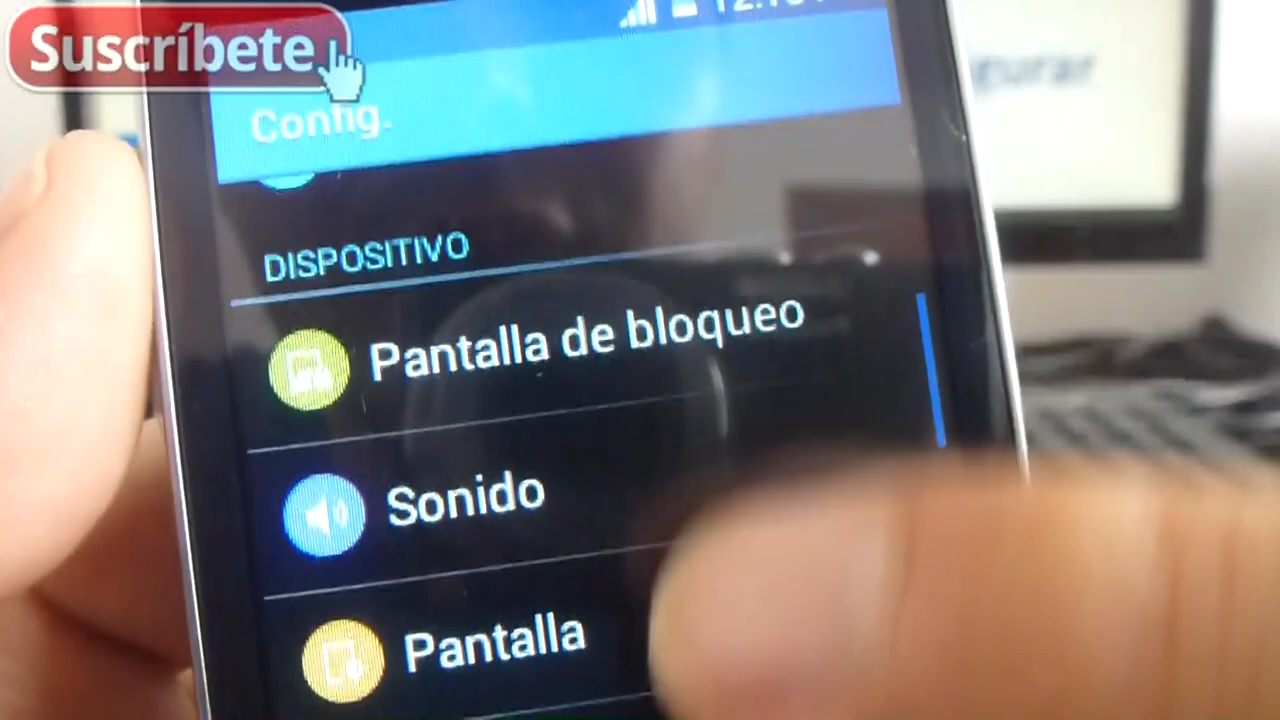 Suscríbete
Config.
DISPOSITIVO
Pantalla de bloqueo
Sonido
Pantalla